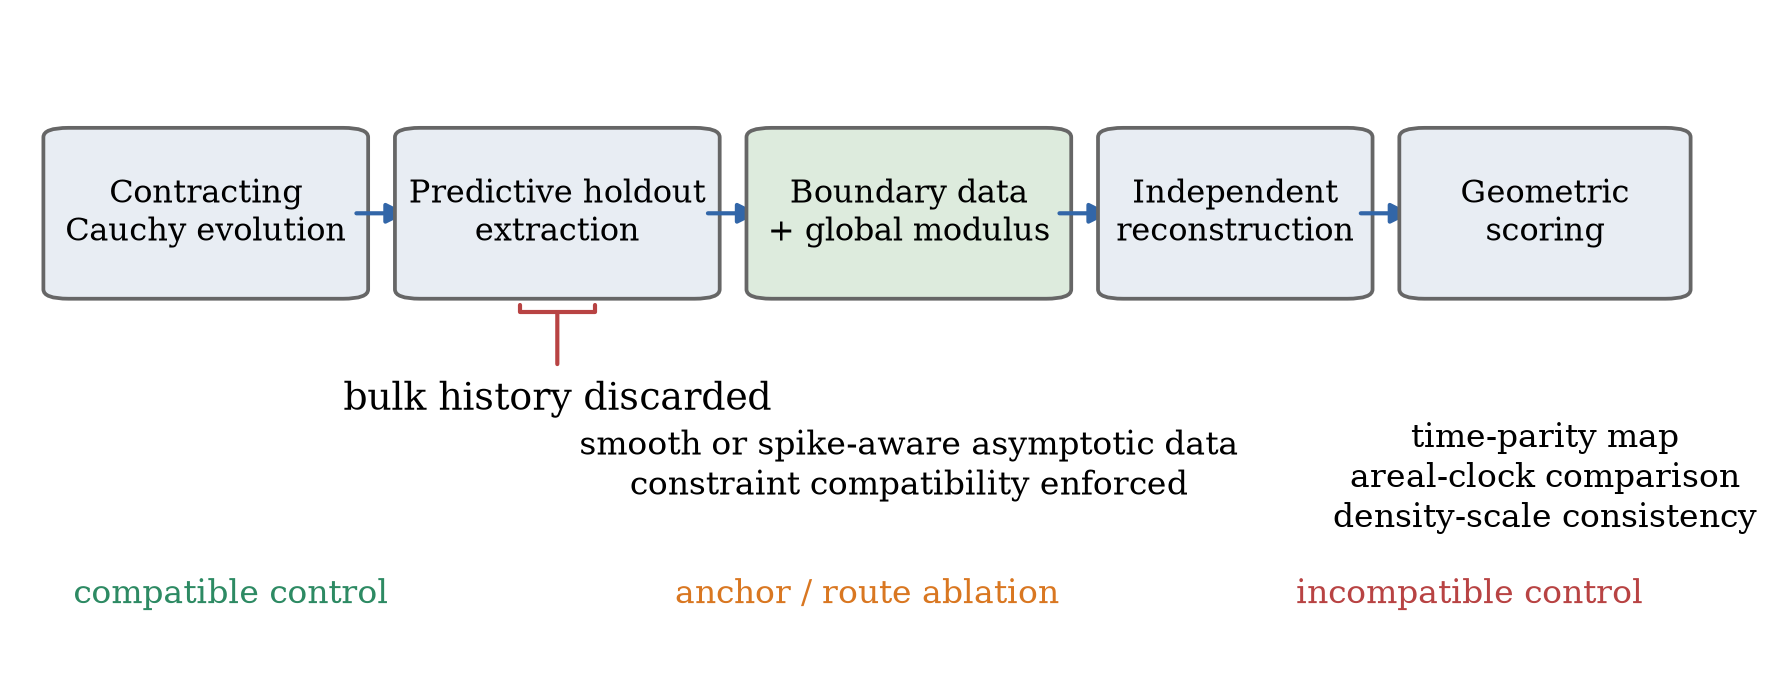 Contracting
Cauchy evolution
Predictive holdout
extraction
Boundary data
+ global modulus
Independent
reconstruction
Geometric
scoring
bulk history discarded
smooth or spike-aware asymptotic data
constraint compatibility enforced
time-parity map
areal-clock comparison
density-scale consistency
compatible control
anchor / route ablation
incompatible control